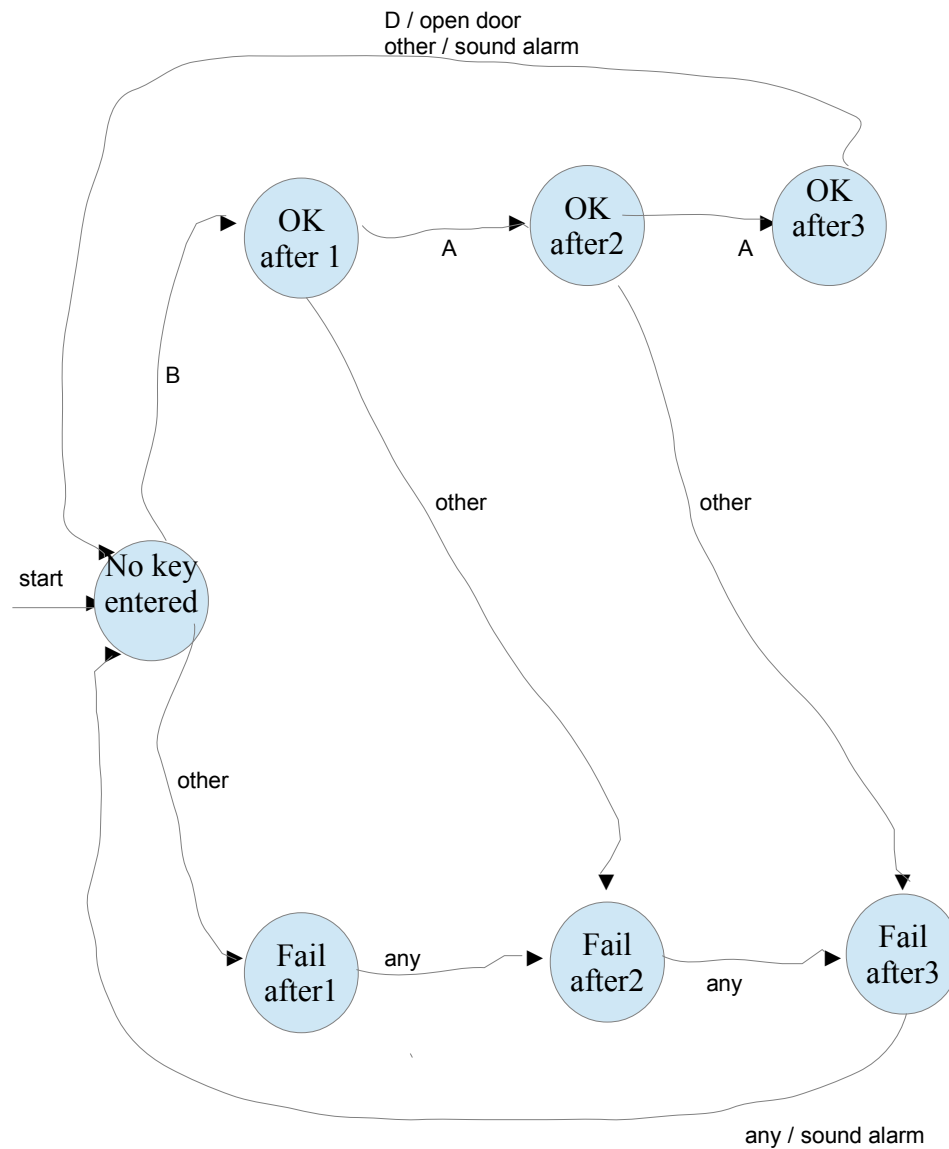 D / open door
other / sound alarm
OK
after 1
A
OK
after2
A
OK
after3
B
other
other
start
No key
entered
other
Fail
after1
any
Fail
after2
any
Fail
after3
any / sound alarm